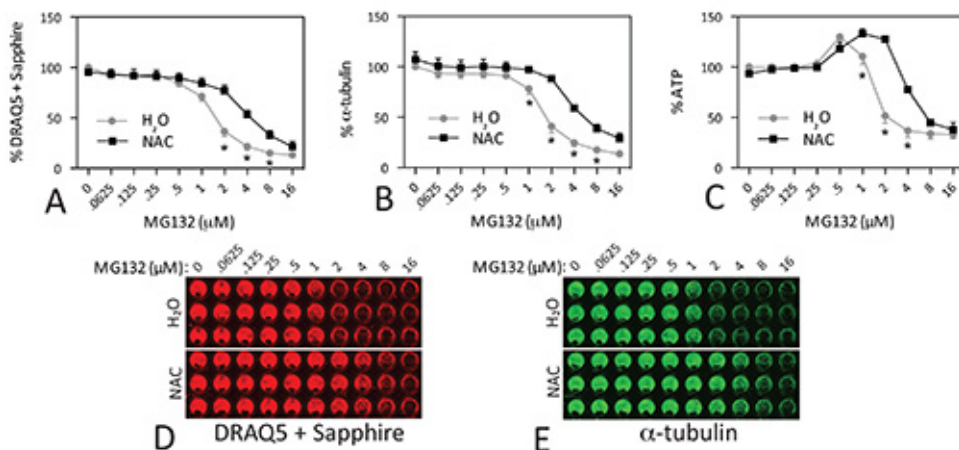 150
100
50
0
% DRAQ5 + Sapphire
H₂O
NAC
* * *
0 .0625 .125 .25 .5 1 2 4 8 16
MG132 (μM)
A
150
100
50
0
% α-tubulin
H₂O
NAC
* * * *
0 .0625 .125 .25 .5 1 2 4 8 16
MG132 (μM)
B
150
100
50
0
% ATP
H₂O
NAC
* * *
0 .0625 .125 .25 .5 1 2 4 8 16
MG132 (μM)
C
MG132 (μM): 0 .0625 .125 .25 .5 1 2 4 8 16
H₂O
NAC
D
DRAQ5 + Sapphire
MG132 (μM): 0 .0625 .125 .25 .5 1 2 4 8 16
H₂O
NAC
E
α-tubulin